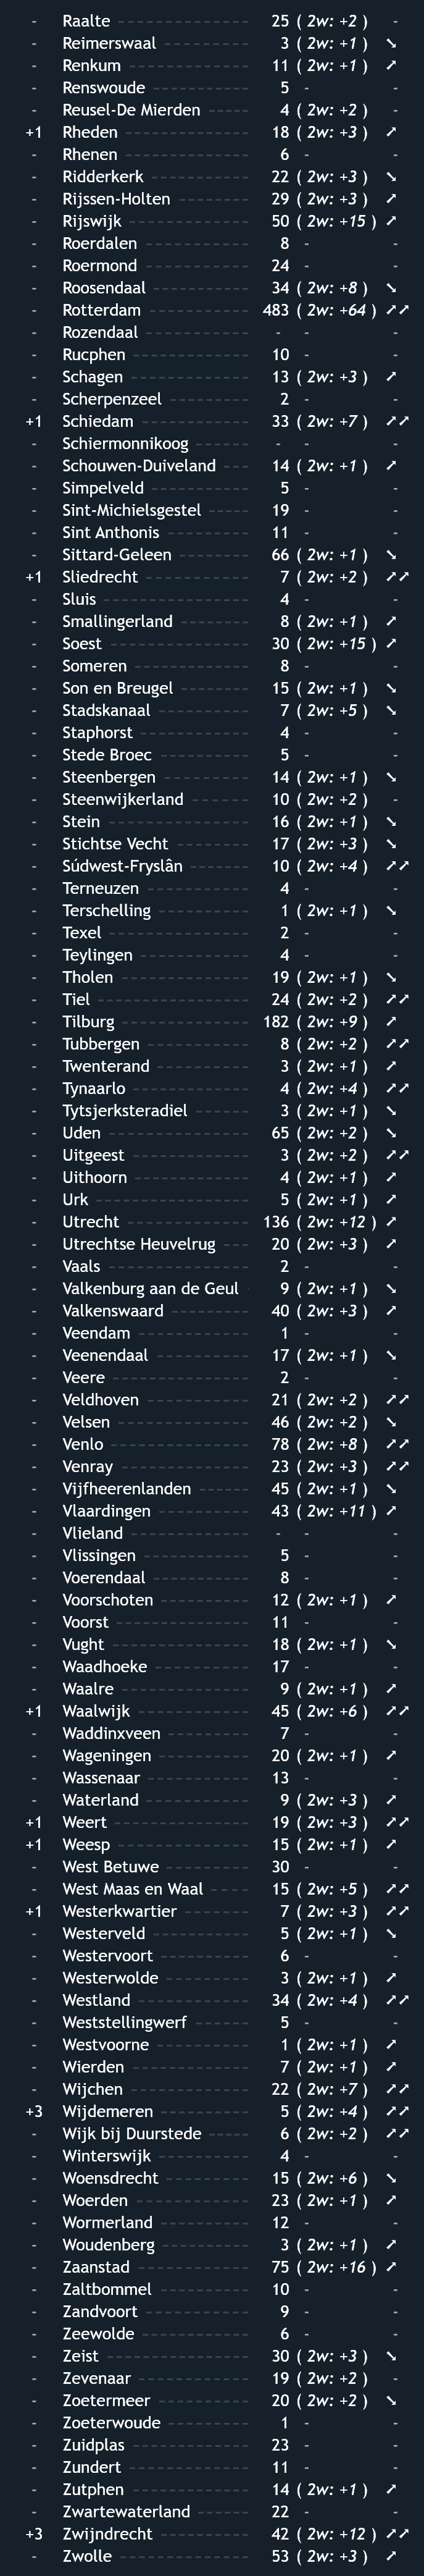 - Raalte 25 ( 2w: +2 ) -
- Reimerswaal 3 ( 2w: +1 ) ➘
- Renkum 11 ( 2w: +1 ) ➚
- Renswoude 5 - -
- Reusel-De Mierden 4 ( 2w: +2 ) -
+1 Rheden 18 ( 2w: +3 ) ➚
- Rhenen 6 - -
- Ridderkerk 22 ( 2w: +3 ) ➘
- Rijssen-Holten 29 ( 2w: +3 ) ➚
- Rijswijk 50 ( 2w: +15 ) ➚
- Roerdalen 8 - -
- Roermond 24 - -
- Roosendaal 34 ( 2w: +8 ) ➘
- Rotterdam 483 ( 2w: +64 ) ➚➚
- Rozendaal - - -
- Rucphen 10 - -
- Schagen 13 ( 2w: +3 ) ➚
- Scherpenzeel 2 - -
+1 Schiedam 33 ( 2w: +7 ) ➚➚
- Schiermonnikoog - - -
- Schouwen-Duiveland 14 ( 2w: +1 ) ➚
- Simpelveld 5 - -
- Sint-Michielsgestel 19 - -
- Sint Anthonis 11 - -
- Sittard-Geleen 66 ( 2w: +1 ) ➘
+1 Sliedrecht 7 ( 2w: +2 ) ➚➚
- Sluis 4 - -
- Smallingerland 8 ( 2w: +1 ) ➚
- Soest 30 ( 2w: +15 ) ➚
- Someren 8 - -
- Son en Breugel 15 ( 2w: +1 ) ➘
- Stadskanaal 7 ( 2w: +5 ) ➘
- Staphorst 4 - -
- Stede Broec 5 - -
- Steenbergen 14 ( 2w: +1 ) ➘
- Steenwijkerland 10 ( 2w: +2 ) -
- Stein 16 ( 2w: +1 ) ➘
- Stichtse Vecht 17 ( 2w: +3 ) ➘
- Súdwest-Fryslân 10 ( 2w: +4 ) ➚➚
- Terneuzen 4 - -
- Terschelling 1 ( 2w: +1 ) ➘
- Texel 2 - -
- Teylingen 4 - -
- Tholen 19 ( 2w: +1 ) ➘
- Tiel 24 ( 2w: +2 ) ➚➚
- Tilburg 182 ( 2w: +9 ) ➚
- Tubbergen 8 ( 2w: +2 ) ➚➚
- Twenterand 3 ( 2w: +1 ) ➚
- Tynaarlo 4 ( 2w: +4 ) ➚➚
- Tytsjerksteradiel 3 ( 2w: +1 ) ➘
- Uden 65 ( 2w: +2 ) ➘
- Uitgeest 3 ( 2w: +2 ) ➚➚
- Uithoorn 4 ( 2w: +1 ) ➚
- Urk 5 ( 2w: +1 ) ➚
- Utrecht 136 ( 2w: +12 ) ➚
- Utrechtse Heuvelrug 20 ( 2w: +3 ) ➚
- Vaals 2 - -
- Valkenburg aan de Geul 9 ( 2w: +1 ) ➘
- Valkenswaard 40 ( 2w: +3 ) ➚
- Veendam 1 - -
- Veenendaal 17 ( 2w: +1 ) ➘
- Veere 2 - -
- Veldhoven 21 ( 2w: +2 ) ➚➚
- Velsen 46 ( 2w: +2 ) ➘
- Venlo 78 ( 2w: +8 ) ➚➚
- Venray 23 ( 2w: +3 ) ➚➚
- Vijfheerenlanden 45 ( 2w: +1 ) ➘
- Vlaardingen 43 ( 2w: +11 ) ➚
- Vlieland - - -
- Vlissingen 5 - -
- Voerendaal 8 - -
- Voorschoten 12 ( 2w: +1 ) ➚
- Voorst 11 - -
- Vught 18 ( 2w: +1 ) ➘
- Waadhoeke 17 - -
- Waalre 9 ( 2w: +1 ) ➚
+1 Waalwijk 45 ( 2w: +6 ) ➚➚
- Waddinxveen 7 - -
- Wageningen 20 ( 2w: +1 ) ➚
- Wassenaar 13 - -
- Waterland 9 ( 2w: +3 ) ➚
+1 Weert 19 ( 2w: +3 ) ➚➚
+1 Weesp 15 ( 2w: +1 ) ➚
- West Betuwe 30 - -
- West Maas en Waal 15 ( 2w: +5 ) ➚➚
+1 Westerkwartier 7 ( 2w: +3 ) ➚➚
- Westerveld 5 ( 2w: +1 ) ➘
- Westervoort 6 - -
- Westerwolde 3 ( 2w: +1 ) ➚
- Westland 34 ( 2w: +4 ) ➚➚
- Weststellingwerf 5 - -
- Westvoorne 1 ( 2w: +1 ) ➚
- Wierden 7 ( 2w: +1 ) ➚
- Wijchen 22 ( 2w: +7 ) ➚➚
+3 Wijdemeren 5 ( 2w: +4 ) ➚➚
- Wijk bij Duurstede 6 ( 2w: +2 ) ➚➚
- Winterswijk 4 - -
- Woensdrecht 15 ( 2w: +6 ) ➘
- Woerden 23 ( 2w: +1 ) ➚
- Wormerland 12 - -
- Woudenberg 3 ( 2w: +1 ) ➚
- Zaanstad 75 ( 2w: +16 ) ➚
- Zaltbommel 10 - -
- Zandvoort 9 - -
- Zeewolde 6 - -
- Zeist 30 ( 2w: +3 ) ➘
- Zevenaar 19 ( 2w: +2 ) -
- Zoetermeer 20 ( 2w: +2 ) ➘
- Zoeterwoude 1 - -
- Zuidplas 23 - -
- Zundert 11 - -
- Zutphen 14 ( 2w: +1 ) ➚
- Zwartewaterland 22 - -
+3 Zwijndrecht 42 ( 2w: +12 ) ➚➚
- Zwolle 53 ( 2w: +3 ) ➚